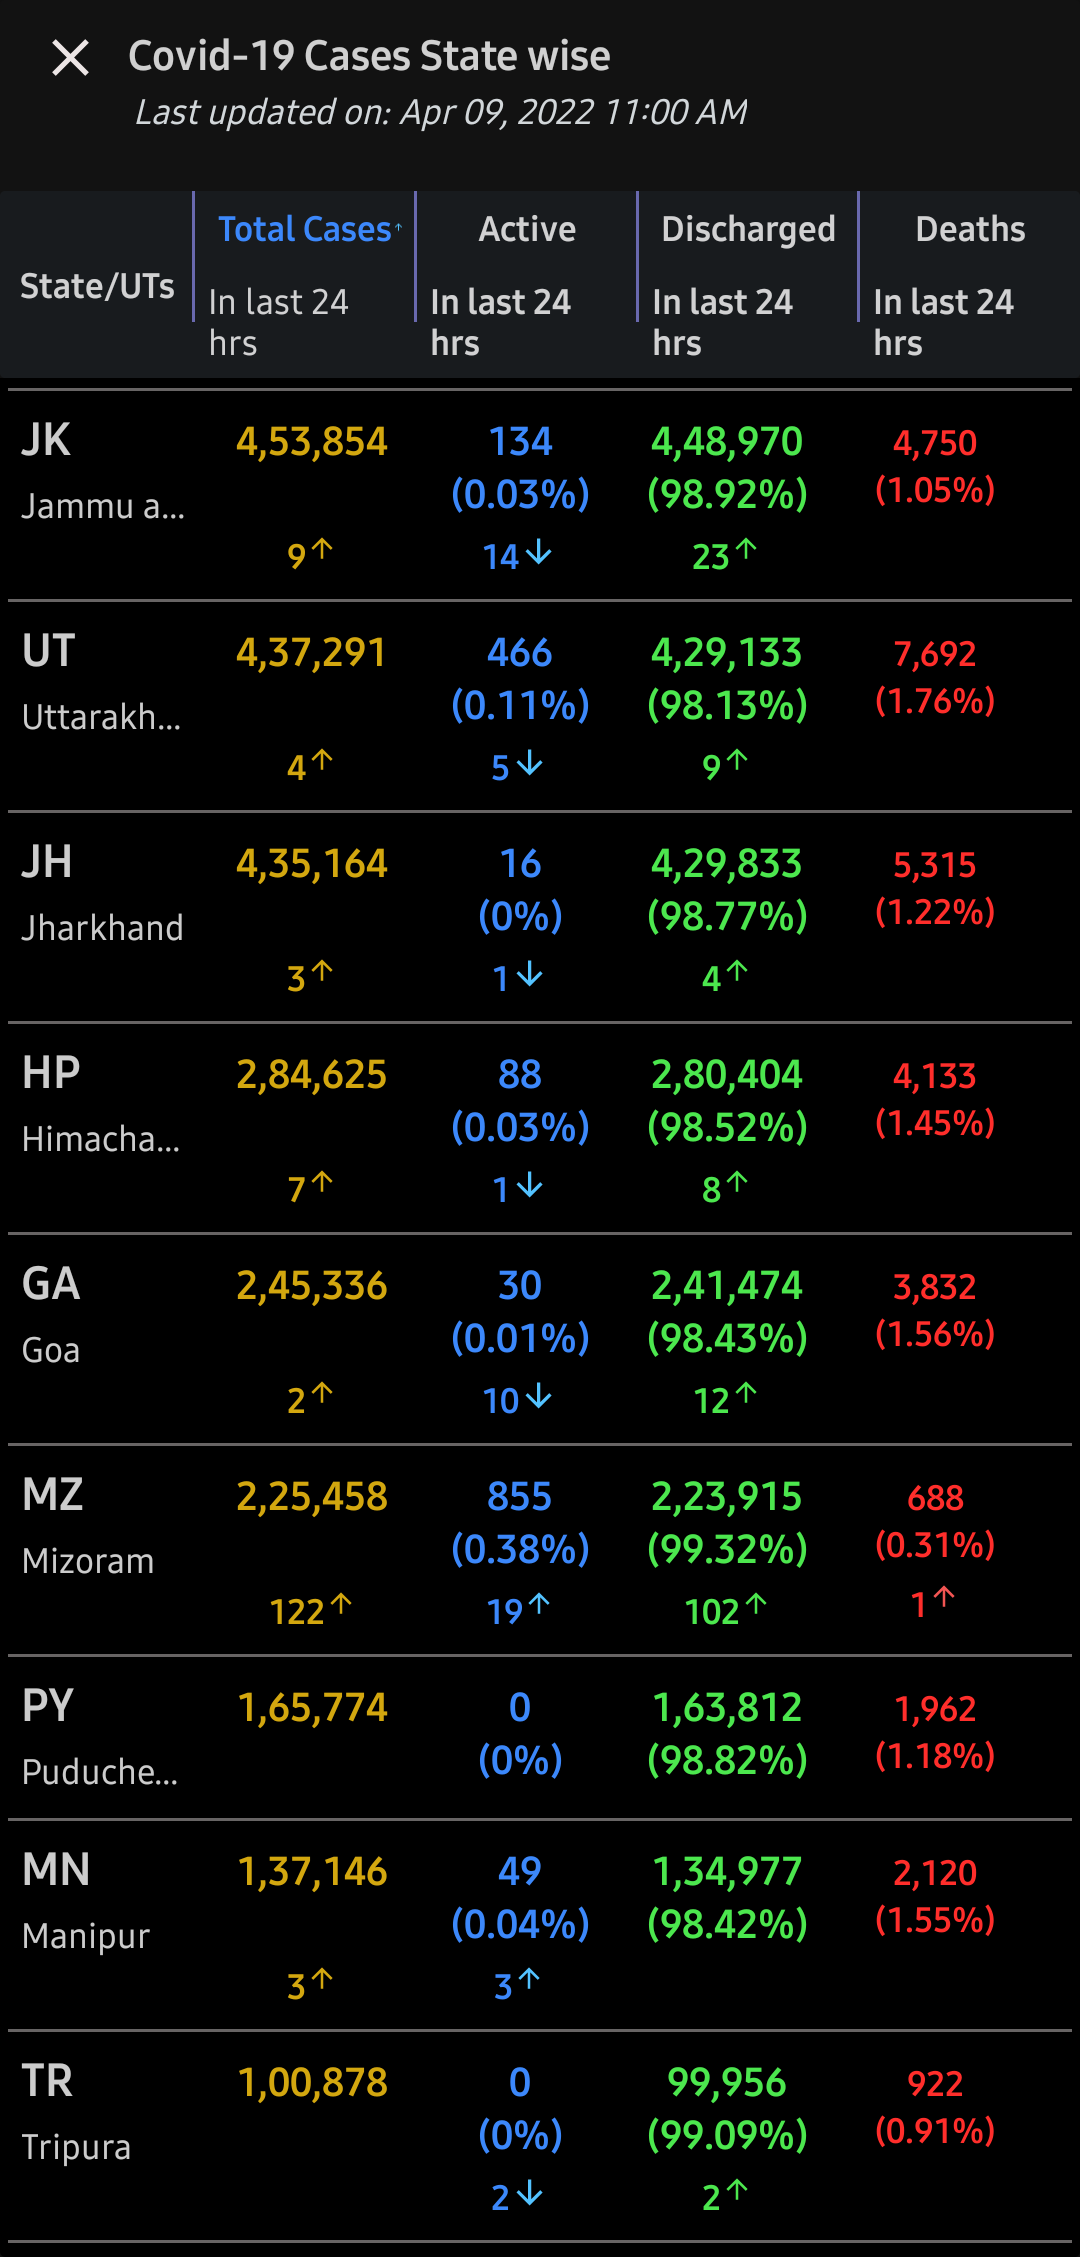 Covid-19 Cases State wise
Last updated on: Apr 09, 2022 11:00 AM
State/UTs
Total Cases↑ Active Discharged Deaths
In last 24 hrs In last 24 hrs In last 24 hrs In last 24 hrs
JK 4,53,854 134 4,48,970 4,750
Jammu a... (0.03%) (98.92%) (1.05%)
9↑ 14↓ 23↑
UT 4,37,291 466 4,29,133 7,692
Uttarakh... (0.11%) (98.13%) (1.76%)
4↑ 5↓ 9↑
JH 4,35,164 16 4,29,833 5,315
Jharkhand (0%) (98.77%) (1.22%)
3↑ 1↓ 4↑
HP 2,84,625 88 2,80,404 4,133
Himacha... (0.03%) (98.52%) (1.45%)
7↑ 1↓ 8↑
GA 2,45,336 30 2,41,474 3,832
Goa (0.01%) (98.43%) (1.56%)
2↑ 10↓ 12↑
MZ 2,25,458 855 2,23,915 688
Mizoram (0.38%) (99.32%) (0.31%)
122↑ 19↑ 102↑ 1↑
PY 1,65,774 0 1,63,812 1,962
Puduche... (0%) (98.82%) (1.18%)
MN 1,37,146 49 1,34,977 2,120
Manipur (0.04%) (98.42%) (1.55%)
3↑ 3↑
TR 1,00,878 0 99,956 922
Tripura (0%) (99.09%) (0.91%)
2↓ 2↑